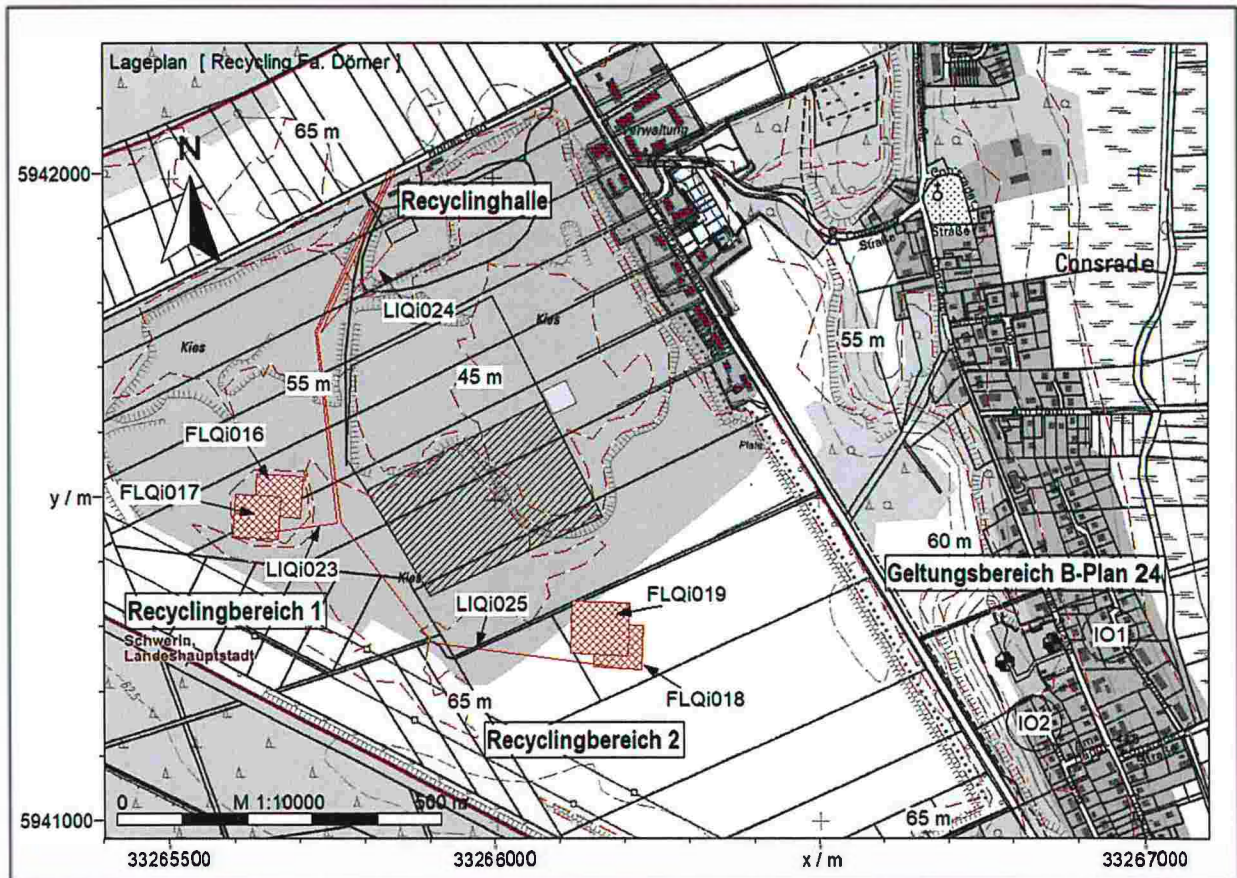 Lageplan [ Recycling Fa. Dörner ]
65 m
N
Verwaltung
5942000
Recyclinghalle
Straße
Straße
Consrade
LIQi024
Kies
Kies
55 m
55 m
45 m
FLQi016
Platz
FLQi017
y / m
60 m
LIQi023
Kies
Geltungsbereich B-Plan 24
Recyclingbereich 1
LIQi025
FLQi019
IO1
Schwerin,
Landeshauptstadt
FLQi018
62,5
65 m
IO2
Recyclingbereich 2
0 M 1:10000 500 m
65 m
5941000
33265500 33266000 x / m 33267000